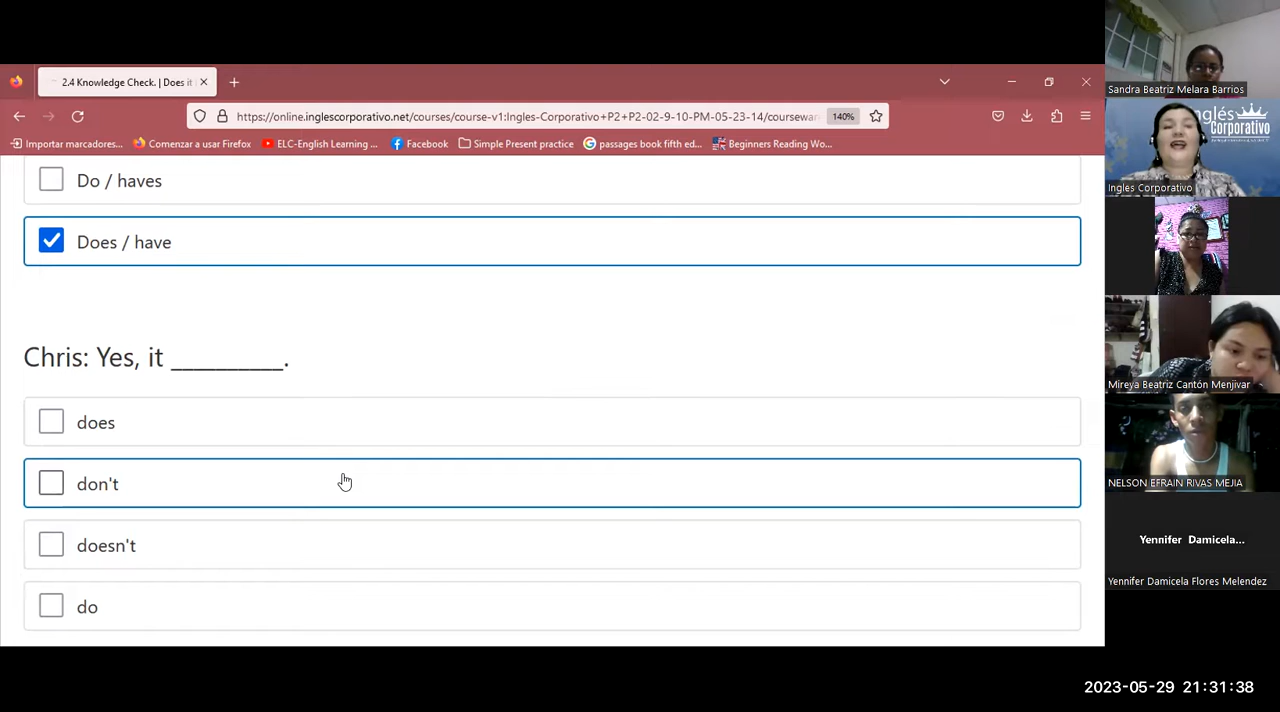 2.4 Knowledge Check. | Does it
https://online.inglescorporativo.net/courses/course-v1:Ingles-Corporativo+P2+P2-02-9-10-PM-05-23-14/coursewar
140%
Importar marcadores...
Comenzar a usar Firefox
ELC-English Learning ...
Facebook
Simple Present practice
passages book fifth ed...
Beginners Reading Wo...
Do / haves
Does / have
Chris: Yes, it __________.
does
don't
doesn't
do
Sandra Beatriz Melara Barrios
Inglés
Corporativo
Ingles Corporativo
Mireya Beatriz Cantón Menjivar
NELSON EFRAIN RIVAS MEJIA
Yennifer Damicela...
Yennifer Damicela Flores Melendez
2023-05-29 21:31:38